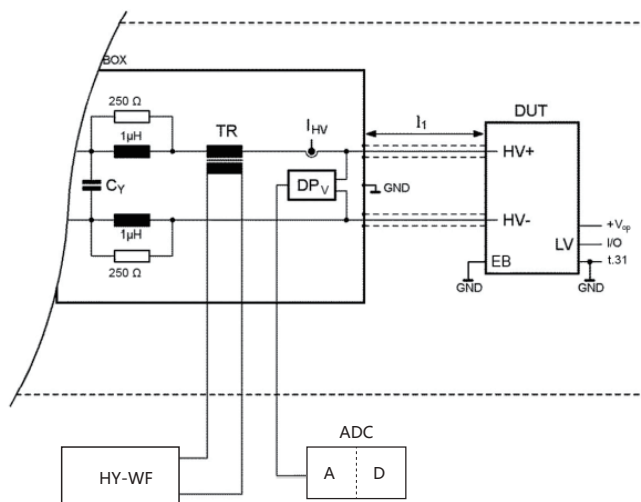 BOX
250 Ω
TR
I_HV
l₁
DUT
1μH
HV+
C_Y
DP_V
GND
HV-
+V_op
1μH
LV
I/O
250 Ω
EB
t.31
GND
GND
ADC
HY-WF
A
D